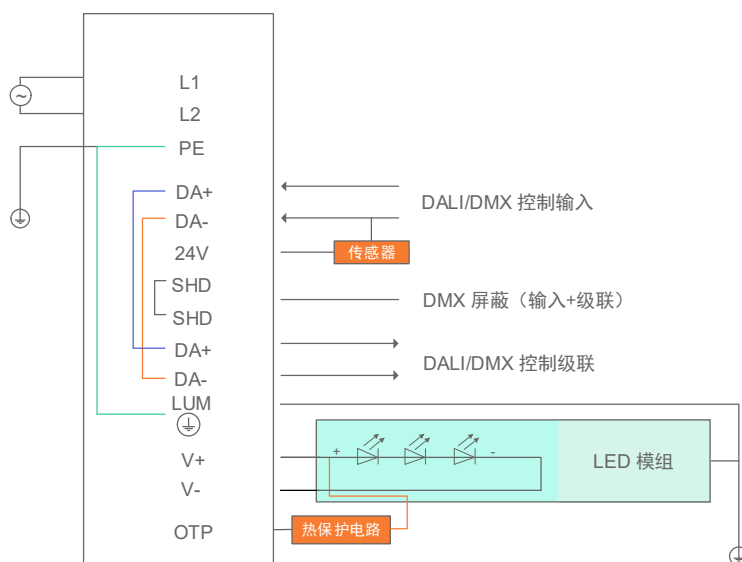 ~
L1
L2
PE
DA+
DA-
24V
SHD
SHD
DA+
DA-
LUM
V+
V-
OTP
DALI/DMX 控制输入
传感器
DMX 屏蔽（输入+级联）
DALI/DMX 控制级联
+ -
LED 模组
热保护电路